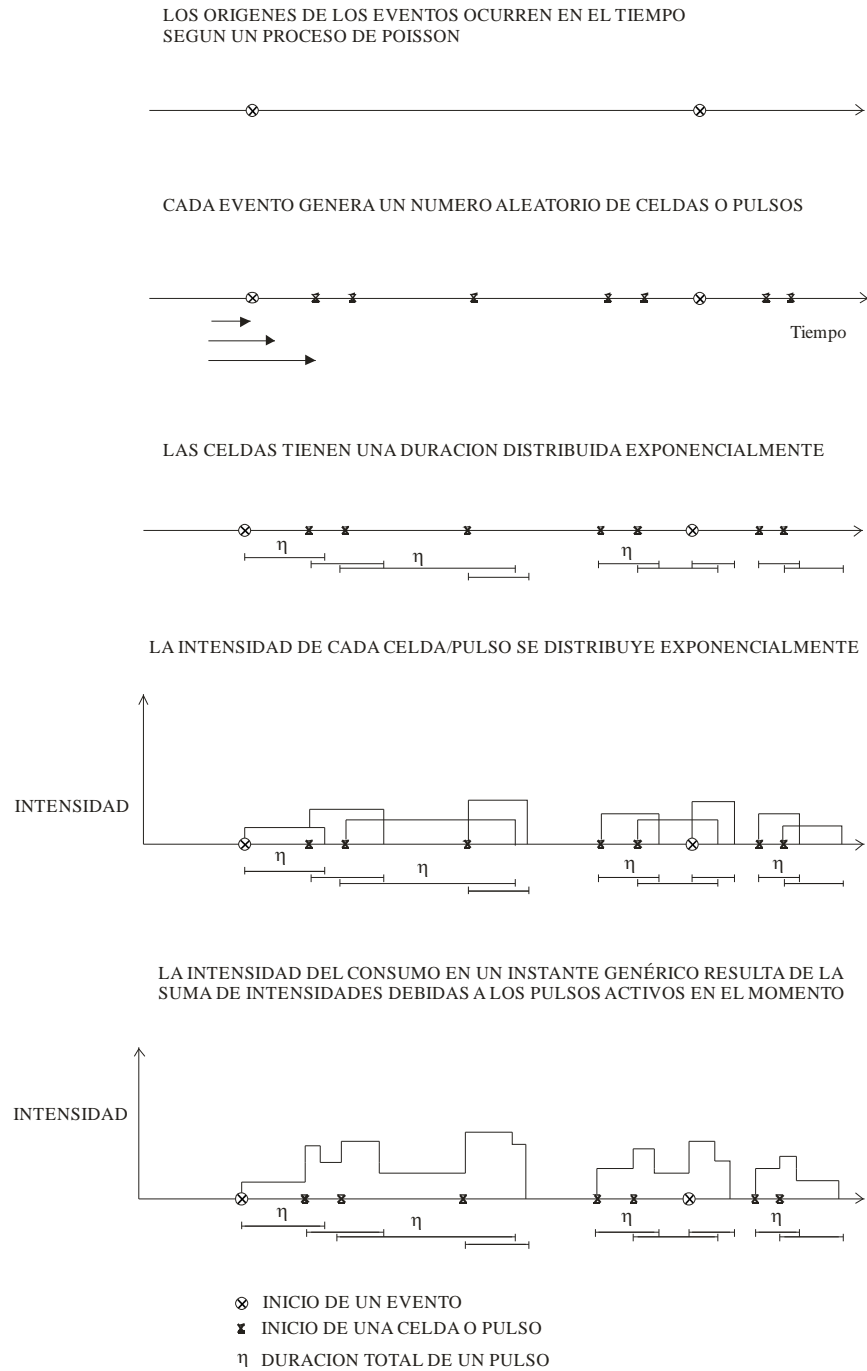 LOS ORIGENES DE LOS EVENTOS OCURREN EN EL TIEMPO
SEGUN UN PROCESO DE POISSON
CADA EVENTO GENERA UN NUMERO ALEATORIO DE CELDAS O PULSOS
Tiempo
LAS CELDAS TIENEN UNA DURACION DISTRIBUIDA EXPONENCIALMENTE
η η η
LA INTENSIDAD DE CADA CELDA/PULSO SE DISTRIBUYE EXPONENCIALMENTE
INTENSIDAD
η η η η
LA INTENSIDAD DEL CONSUMO EN UN INSTANTE GENÉRICO RESULTA DE LA
SUMA DE INTENSIDADES DEBIDAS A LOS PULSOS ACTIVOS EN EL MOMENTO
INTENSIDAD
η η η η
INICIO DE UN EVENTO
INICIO DE UNA CELDA O PULSO
η DURACION TOTAL DE UN PULSO